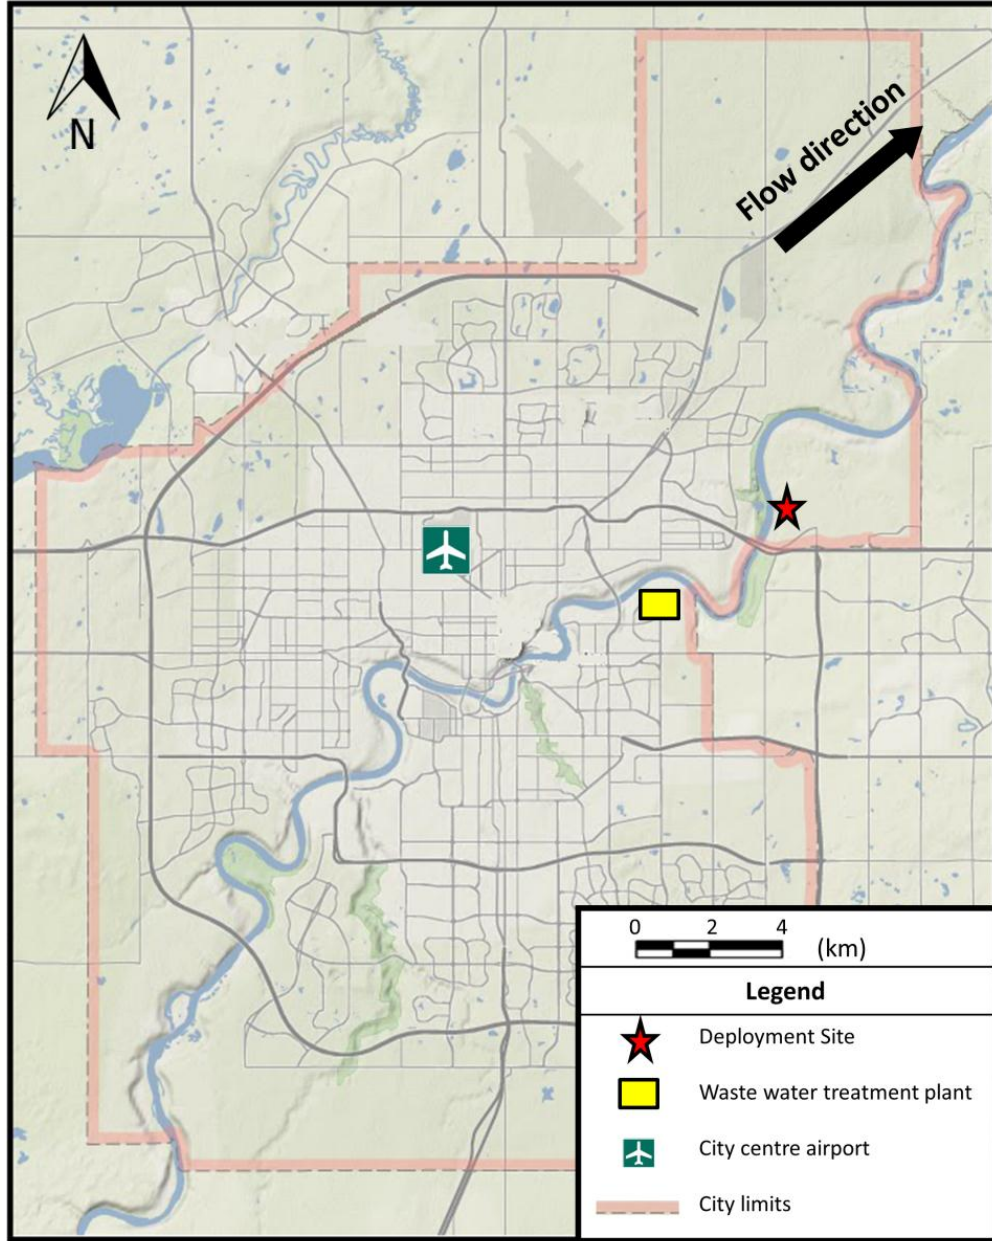 N
Flow direction
0 2 4
(km)
Legend
Deployment Site
Waste water treatment plant
City centre airport
City limits